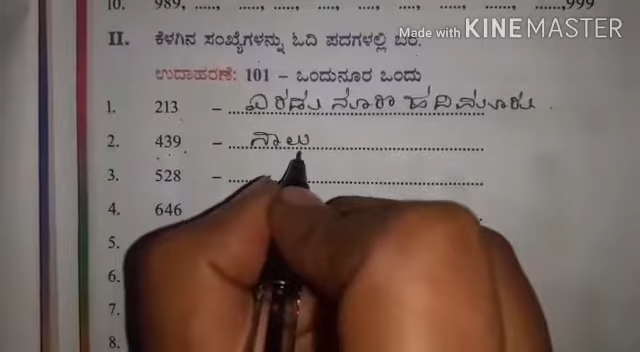 10. 989, ....., ....., ....., ....., ....., ....., ....., ....., .....,999
Made with KINEMASTER
II. ಕೆಳಗಿನ ಸಂಖ್ಯೆಗಳನ್ನು ಓದಿ ಪದಗಳಲ್ಲಿ ಬರೆ.
ಉದಾಹರಣೆ: 101 – ಒಂದುನೂರ ಒಂದು
1. 213 – ಎರಡು ನೂರಾ ಹದಿಮೂರು
2. 439 – ನಾಲು
3. 528 –
4. 646
5.
6.
7.
8.